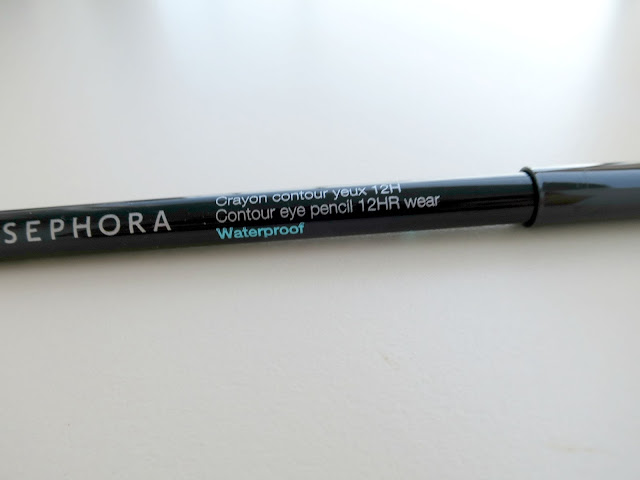 SEPHORA
Crayon contour yeux 12H
Contour eye pencil 12HR wear
Waterproof